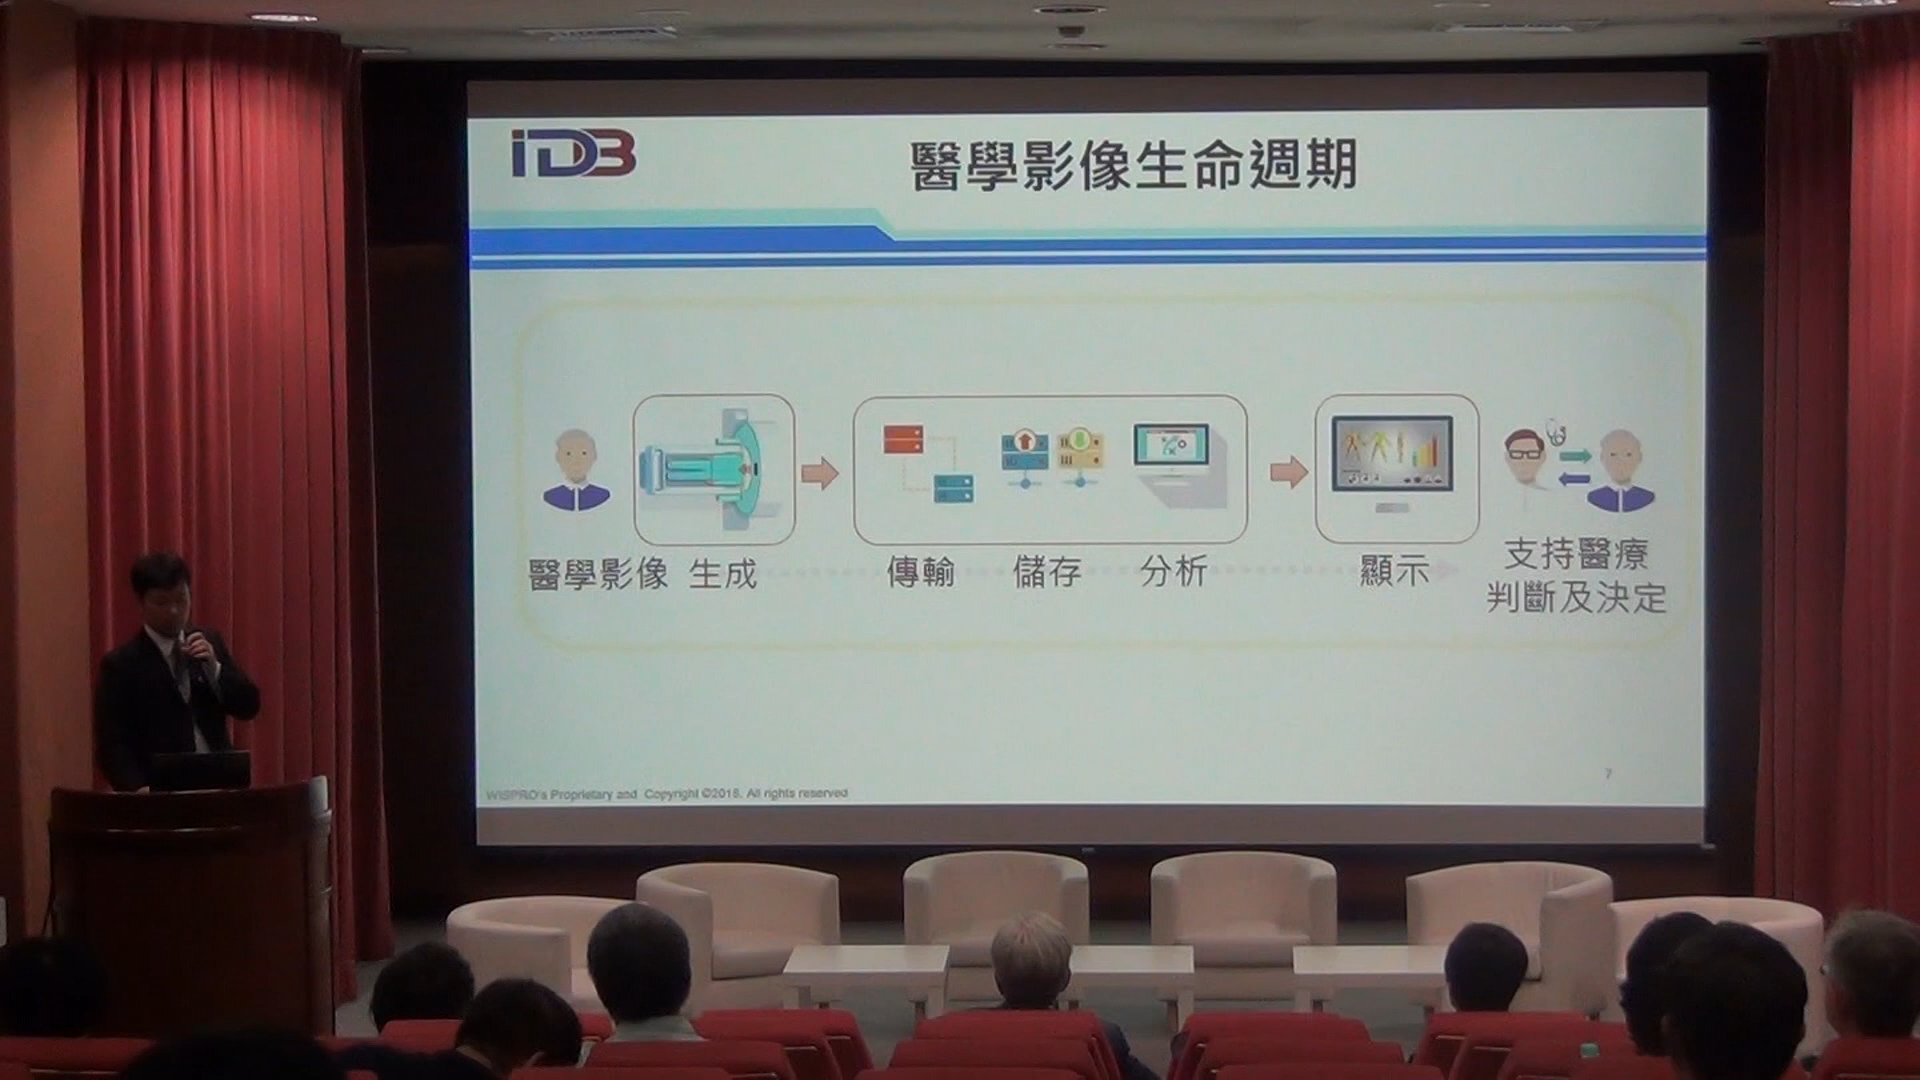 iDB
醫學影像生命週期
醫學影像 生成 傳輸 儲存 分析 顯示
支持醫療
判斷及決定
WISPRO's Proprietary and Copyright ©2018. All rights reserved
7